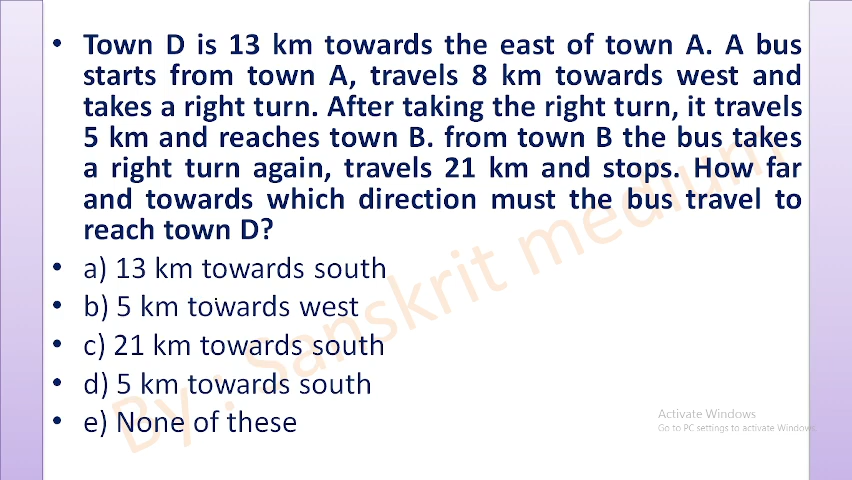 • Town D is 13 km towards the east of town A. A bus
starts from town A, travels 8 km towards west and
takes a right turn. After taking the right turn, it travels
5 km and reaches town B. from town B the bus takes
a right turn again, travels 21 km and stops. How far
and towards which direction must the bus travel to
reach town D?
• a) 13 km towards south
• b) 5 km towards west
• c) 21 km towards south
• d) 5 km towards south
• e) None of these
By : Sanskrit medium
Activate Windows
Go to PC settings to activate Windows.